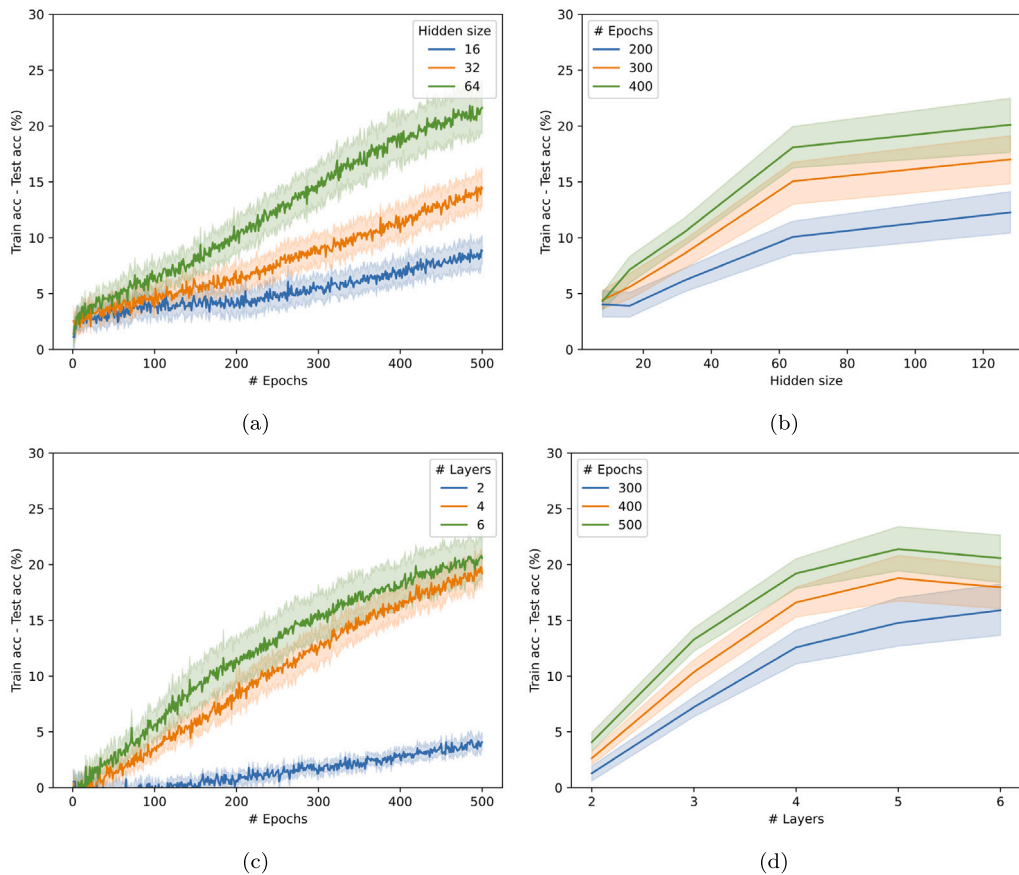 30
25
20
15
10
5
0
Train acc - Test acc (%)
Hidden size
16
32
64
0 100 200 300 400 500
# Epochs
(a)
30
25
20
15
10
5
0
Train acc - Test acc (%)
# Epochs
200
300
400
20 40 60 80 100 120
Hidden size
(b)
30
25
20
15
10
5
0
Train acc - Test acc (%)
# Layers
2
4
6
0 100 200 300 400 500
# Epochs
(c)
30
25
20
15
10
5
0
Train acc - Test acc (%)
# Epochs
300
400
500
2 3 4 5 6
# Layers
(d)